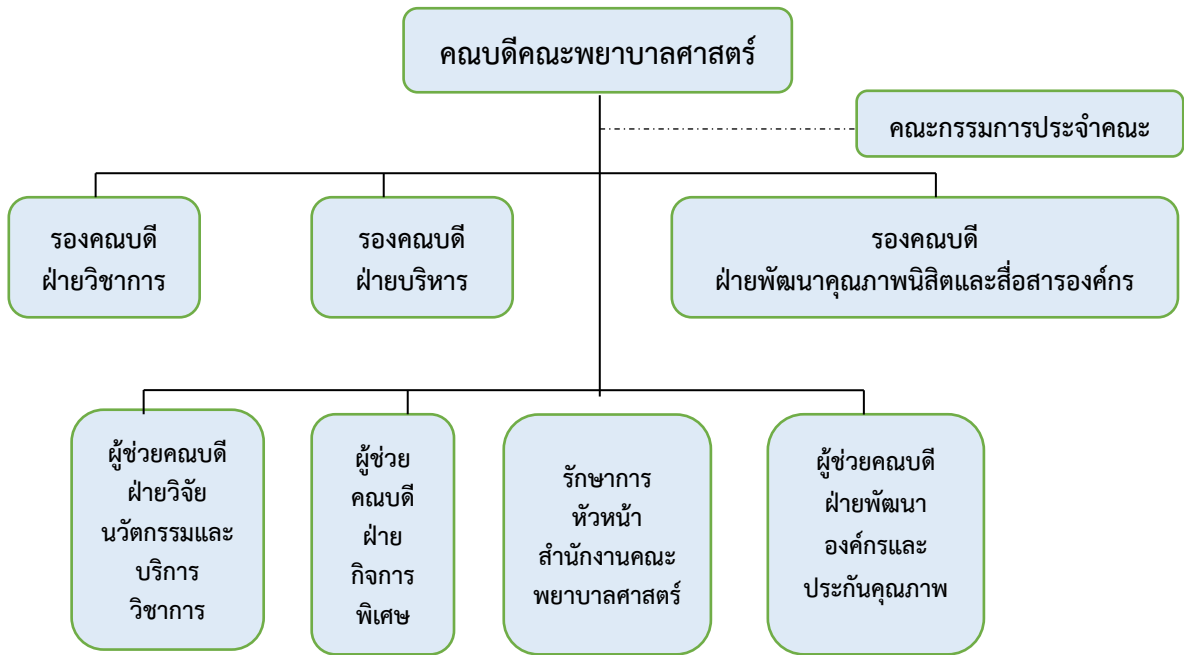 คณบดีคณะพยาบาลศาสตร์
คณะกรรมการประจำคณะ
รองคณบดี
ฝ่ายวิชาการ
รองคณบดี
ฝ่ายบริหาร
รองคณบดี
ฝ่ายพัฒนาคุณภาพนิสิตและสื่อสารองค์กร
ผู้ช่วยคณบดี
ฝ่ายวิจัย
นวัตกรรมและ
บริการ
วิชาการ
ผู้ช่วย
คณบดี
ฝ่าย
กิจการ
พิเศษ
รักษาการ
หัวหน้า
สำนักงานคณะ
พยาบาลศาสตร์
ผู้ช่วยคณบดี
ฝ่ายพัฒนา
องค์กรและ
ประกันคุณภาพ